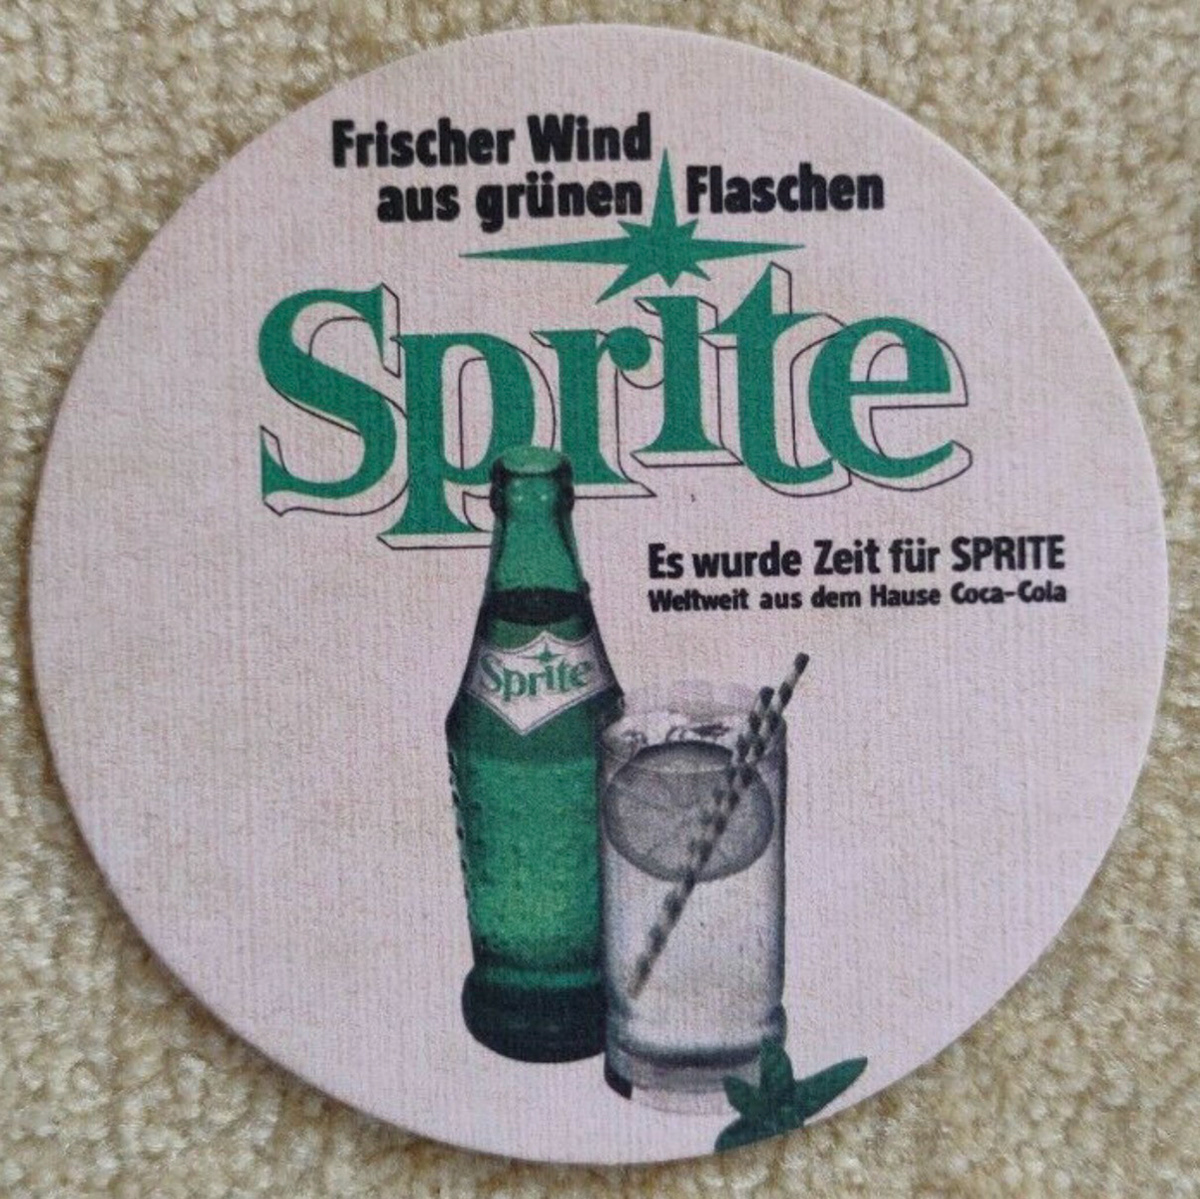 Frischer Wind
aus grünen Flaschen
Sprite
Es wurde Zeit für SPRITE
Weltweit aus dem Hause Coca-Cola
Sprite